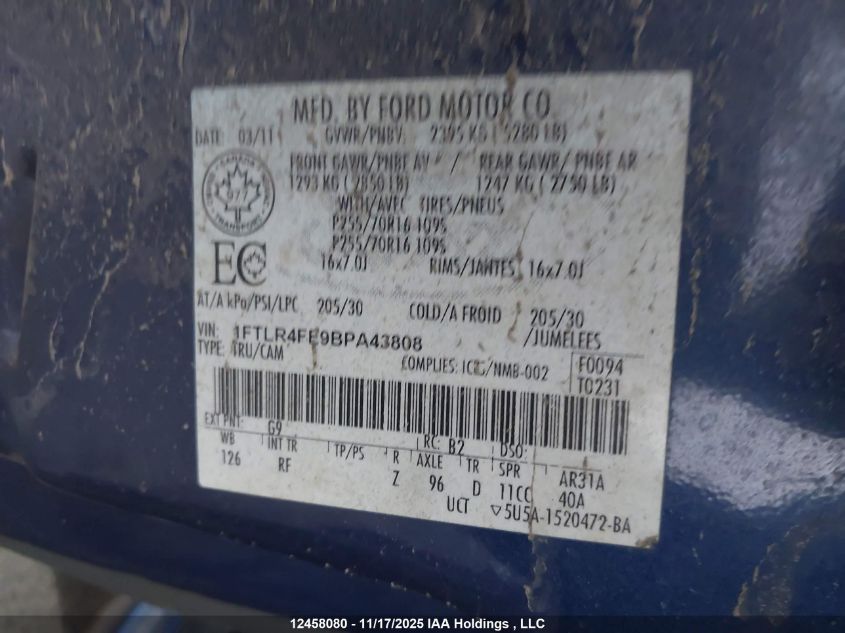 MFD. BY FORD MOTOR CO.
DATE: 03/11 GVWR/PNBV: 2395 KG ( 5280 LB)
FRONT GAWR/PNBE AV / REAR GAWR/ PNBE AR
1293 KG ( 2850 LB) 1247 KG ( 2750 LB)
WITH/AVEC TIRES/PNEUS
P255/70R16 109S
P255/70R16 109S
16x7.0J RIMS/JANTES 16x7.0J
CANADA
TRANSPORT
EC
AT/A kPa/PSI/LPC 205/30 COLD/A FROID 205/30
VIN: 1FTLR4FE9BPA43808 /JUMELEES
TYPE: TRU/CAM COMPLIES: ICES/NMB-002
F0094
T0231
EXT PNT: G9 RC: B2 DSO:
WB INT TR TP/PS R AXLE TR SPR AR31A
126 RF Z 96 D 11CC 40A
UCT ▽5U5A-1520472-BA
12458080 - 11/17/2025 IAA Holdings, LLC